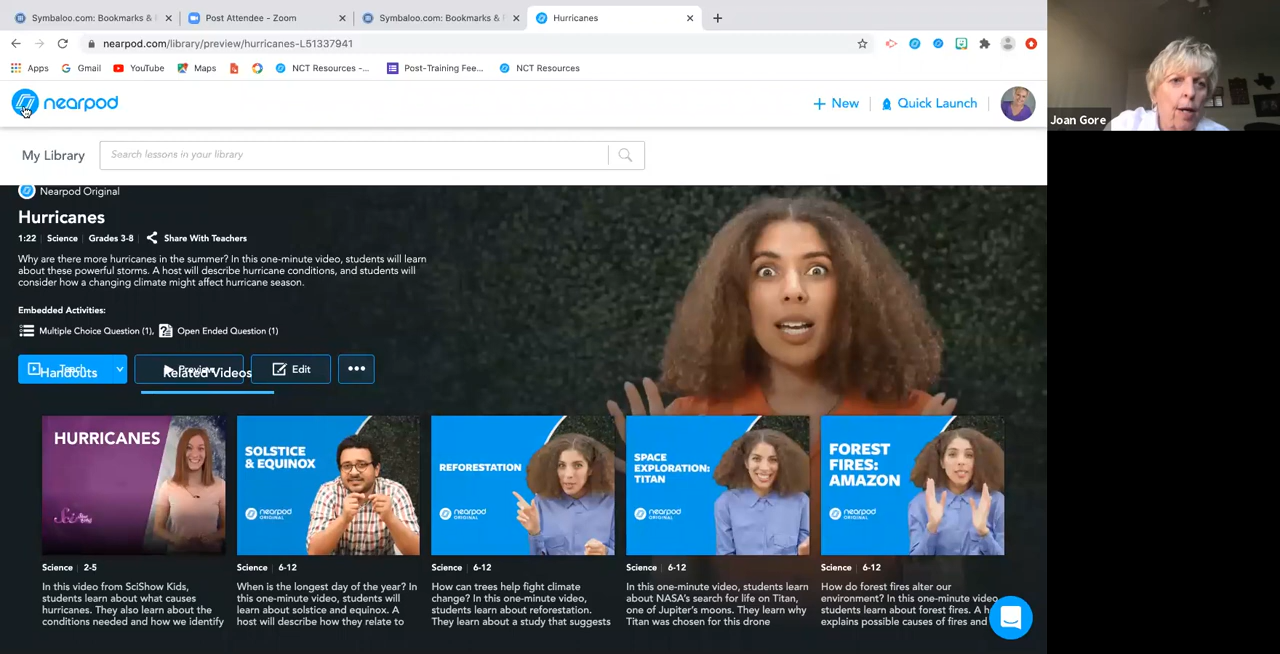 Symbaloo.com: Bookmarks &
Post Attendee - Zoom
Symbaloo.com: Bookmarks &
Hurricanes
nearpod.com/library/preview/hurricanes-L51337941
Apps
Gmail
YouTube
Maps
NCT Resources -...
Post-Training Fee...
NCT Resources
nearpod
+ New
Quick Launch
Joan Gore
My Library
Search lessons in your library
Nearpod Original
Hurricanes
1:22 Science Grades 3-8 Share With Teachers
Why are there more hurricanes in the summer? In this one-minute video, students will learn
about these powerful storms. A host will describe hurricane conditions, and students will
consider how a changing climate might affect hurricane season.
Embedded Activities:
Multiple Choice Question (1), Open Ended Question (1)
Teach
Preview
Edit
Handouts
Related Videos
HURRICANES
SOLSTICE
& EQUINOX
nearpod
ORIGINAL
REFORESTATION
nearpod
ORIGINAL
SPACE
EXPLORATION:
TITAN
nearpod
ORIGINAL
FOREST
FIRES:
AMAZON
nearpod
ORIGINAL
Science 2-5
In this video from SciShow Kids,
students learn about what causes
hurricanes. They also learn about the
conditions needed and how we identify
Science 6-12
When is the longest day of the year? In
this one-minute video, students will
learn about solstice and equinox. A
host will describe how they relate to
Science 6-12
How can trees help fight climate
change? In this one-minute video,
students learn about reforestation.
They learn about a study that suggests
Science 6-12
In this one-minute video, students learn
about NASA's search for life on Titan,
one of Jupiter's moons. They learn why
Titan was chosen for this drone
Science 6-12
How do forest fires alter our
environment? In this one-minute video,
students learn about forest fires. A h
explains possible causes of fires and